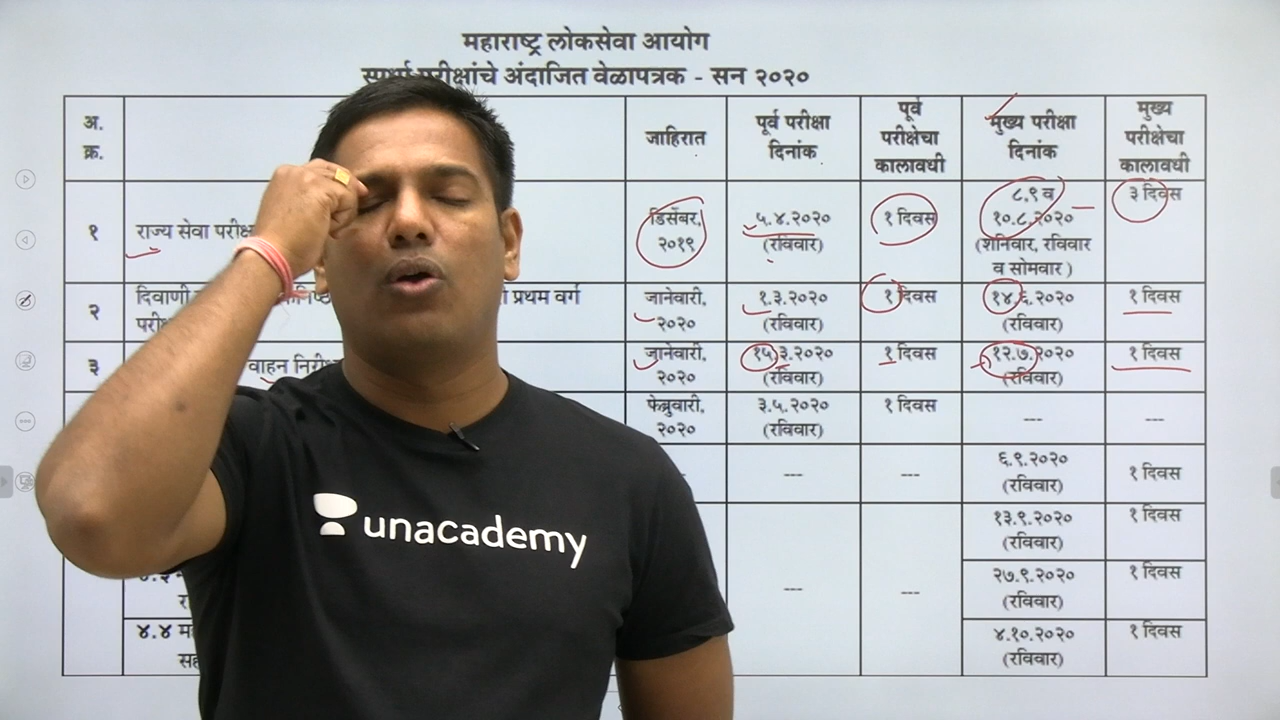 महाराष्ट्र लोकसेवा आयोग
स्पर्धा परीक्षांचे अंदाजित वेळापत्रक - सन २०२०
अ. क्र.
जाहिरात
पूर्व परीक्षा दिनांक
पूर्व परीक्षेचा कालावधी
मुख्य परीक्षा दिनांक
मुख्य परीक्षेचा कालावधी
१
राज्य सेवा
डिसेंबर, २०१९
५.४.२०२०
(रविवार)
१ दिवस
८,९ व
१०.८.२०२०
(शनिवार, रविवार
व सोमवार )
३ दिवस
२
दिवाणी
प्रथम वर्ग
जानेवारी, २०२०
१.३.२०२०
(रविवार)
१ दिवस
१४.६.२०२०
(रविवार)
१ दिवस
३
वाहन
जानेवारी, २०२०
१५.३.२०२०
(रविवार)
१ दिवस
१२.७.२०२०
(रविवार)
१ दिवस
फेब्रुवारी, २०२०
३.५.२०२०
(रविवार)
१ दिवस
---
---
---
---
६.९.२०२०
(रविवार)
१ दिवस
१३.९.२०२०
(रविवार)
१ दिवस
---
---
२७.९.२०२०
(रविवार)
१ दिवस
४.४
४.१०.२०२०
(रविवार)
१ दिवस
unacademy